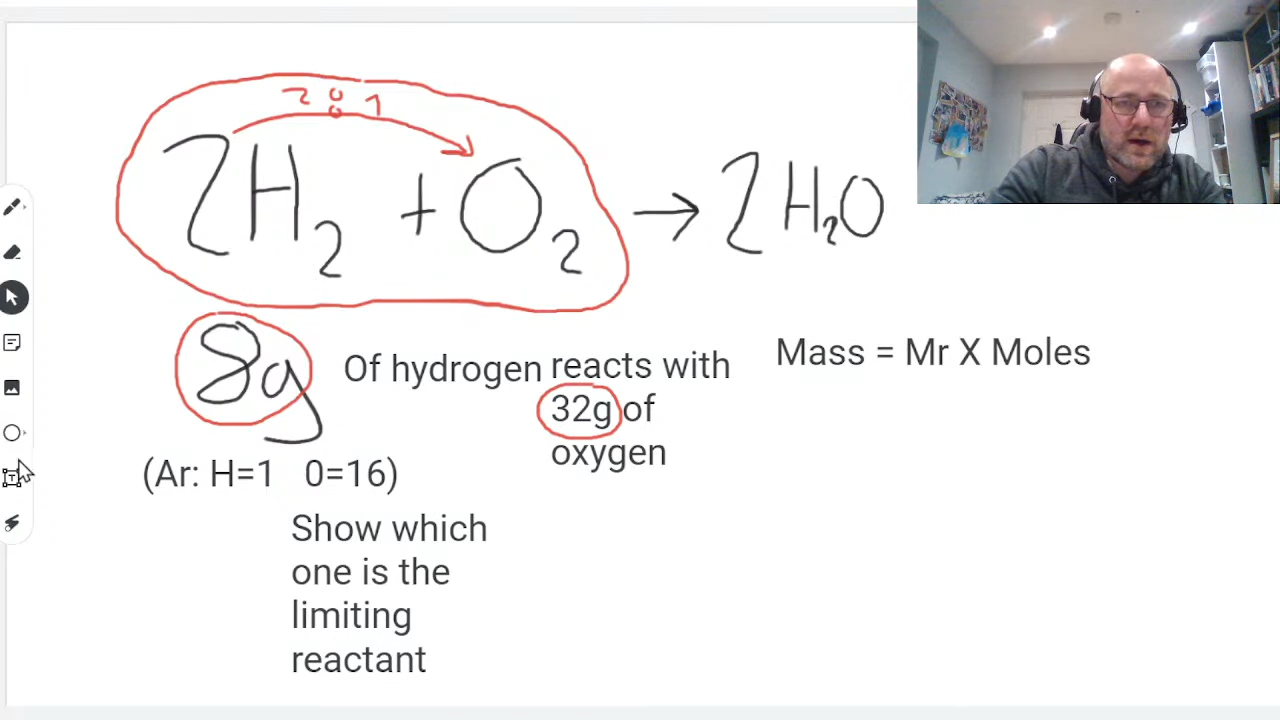 2:1
2H₂ + O₂ → 2H₂O
8g Of hydrogen reacts with
32g of
oxygen
Mass = Mr X Moles
(Ar: H=1 0=16)
Show which
one is the
limiting
reactant